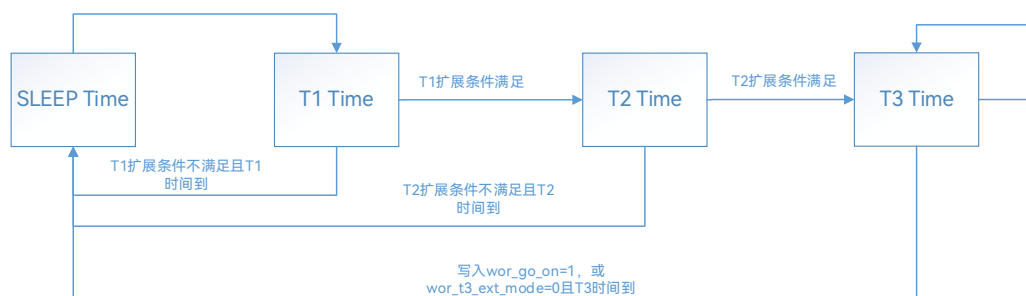 SLEEP Time
T1 Time
T1扩展条件满足
T2 Time
T2扩展条件满足
T3 Time
T1扩展条件不满足且T1
时间到
T2扩展条件不满足且T2
时间到
写入wor_go_on=1，或
wor_t3_ext_mode=0且T3时间到